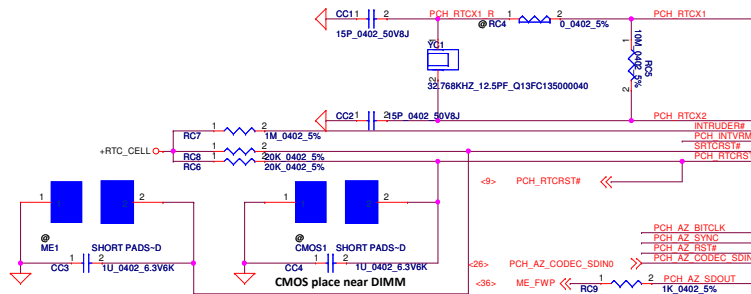 CC1 1 2 PCH_RTCX1_R 1 2 PCH_RTCX1
@ RC4 0_0402_5%
15P_0402_50V8J
YC1
1
2
32.768KHZ_12.5PF_Q13FC135000040
1
10M_0402_5%
RC5
2
CC2 1 2 15P_0402_50V8J PCH_RTCX2
RC7 1 2 1M_0402_5% INTRUDER#
PCH_INTVRM
+RTC_CELL
RC8 1 2 20K_0402_5% SRTCRST#
RC6 1 2 20K_0402_5% PCH_RTCRST
<9> PCH_RTCRST#
1 2
1 2
@ ME1 SHORT PADS~D
@ CMOS1 SHORT PADS~D
CC3 1 2 1U_0402_6.3V6K
CC4 1 2 1U_0402_6.3V6K
CMOS place near DIMM
PCH_AZ_BITCLK
PCH_AZ_SYNC
PCH_AZ_RST#
<26> PCH_AZ_CODEC_SDIN0 PCH_AZ_CODEC_SDIN
<36> ME_FWP RC9 1 2 PCH_AZ_SDOUT
1K_0402_5%